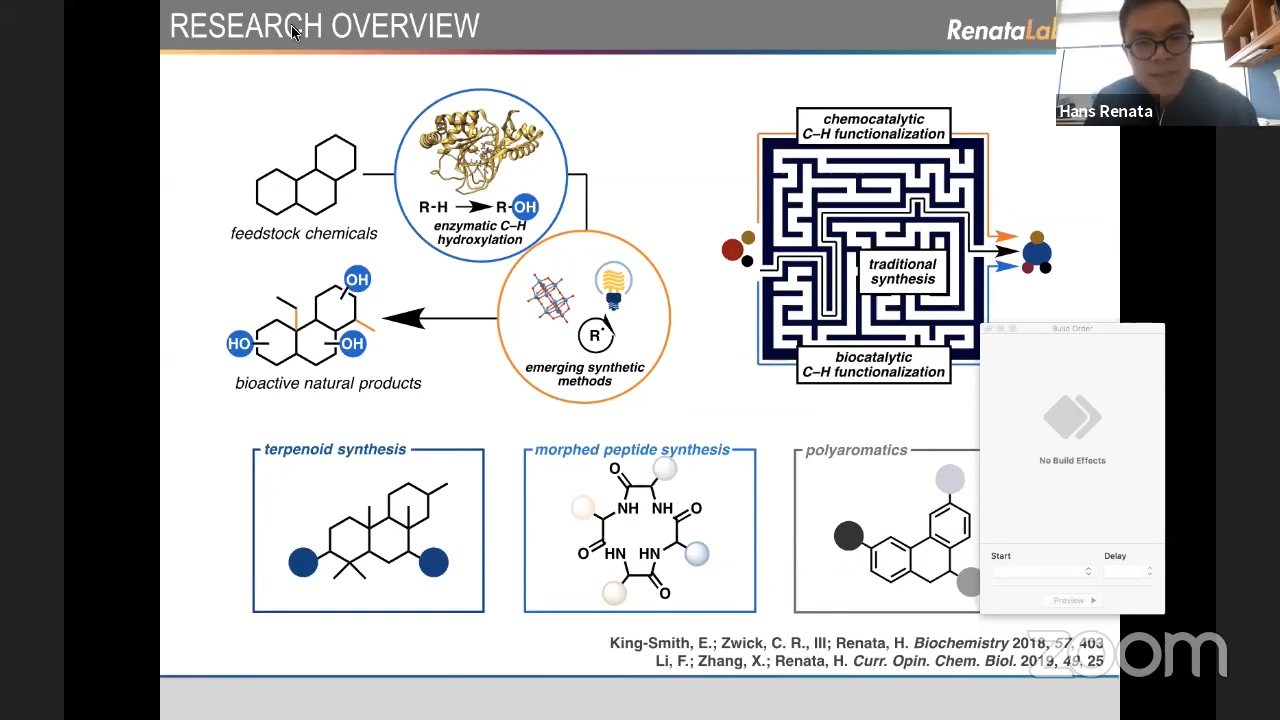 RESEARCH OVERVIEW
RenataLab
Hans Renata
feedstock chemicals
R-H
R-OH
enzymatic C–H
hydroxylation
OH
HO
OH
bioactive natural products
R•
emerging synthetic
methods
chemocatalytic
C–H functionalization
traditional
synthesis
biocatalytic
C–H functionalization
Build Order
No Build Effects
Start
Delay
Preview
terpenoid synthesis
morphed peptide synthesis
O
NH
NH
O
O
HN
HN
O
polyaromatics
King-Smith, E.; Zwick, C. R., III; Renata, H. Biochemistry 2018, 57, 403
Li, F.; Zhang, X.; Renata, H. Curr. Opin. Chem. Biol. 2019, 49, 25
zoom